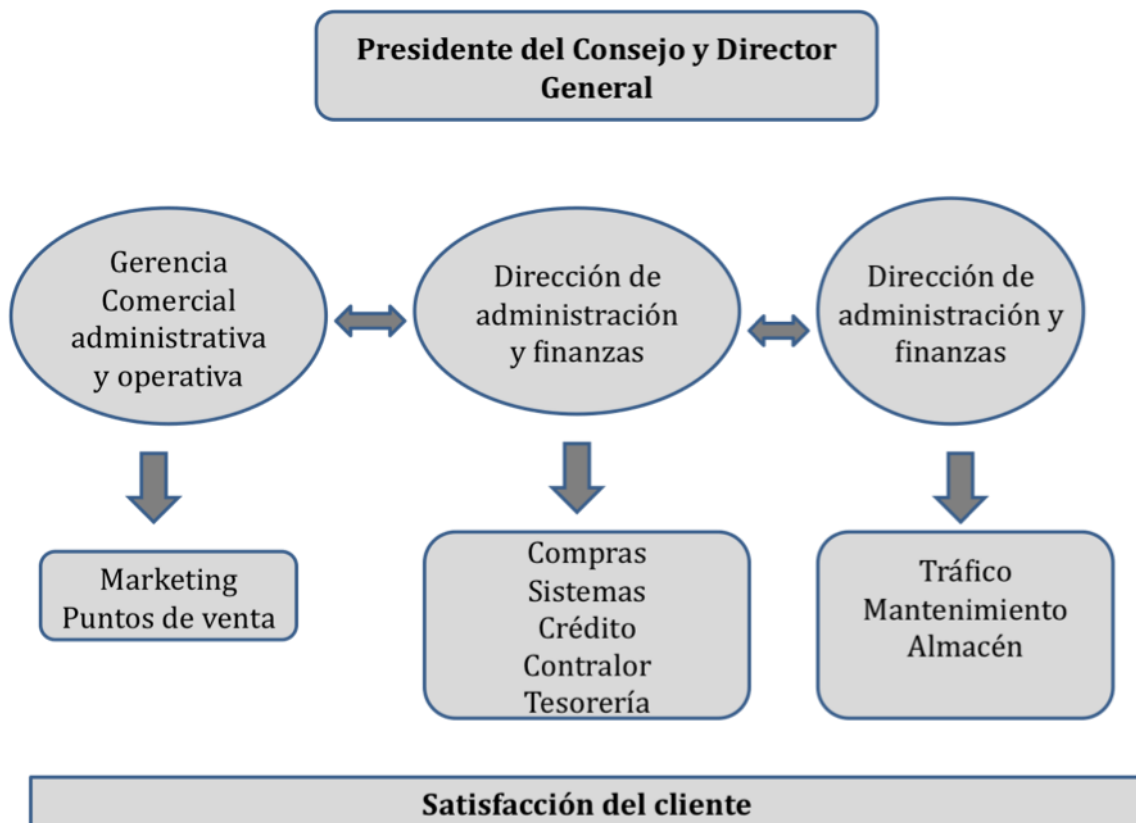 Presidente del Consejo y Director
General
Gerencia
Comercial
administrativa
y operativa
Dirección de
administración
y finanzas
Dirección de
administración y
finanzas
Marketing
Puntos de venta
Compras
Sistemas
Crédito
Contralor
Tesorería
Tráfico
Mantenimiento
Almacén
Satisfacción del cliente